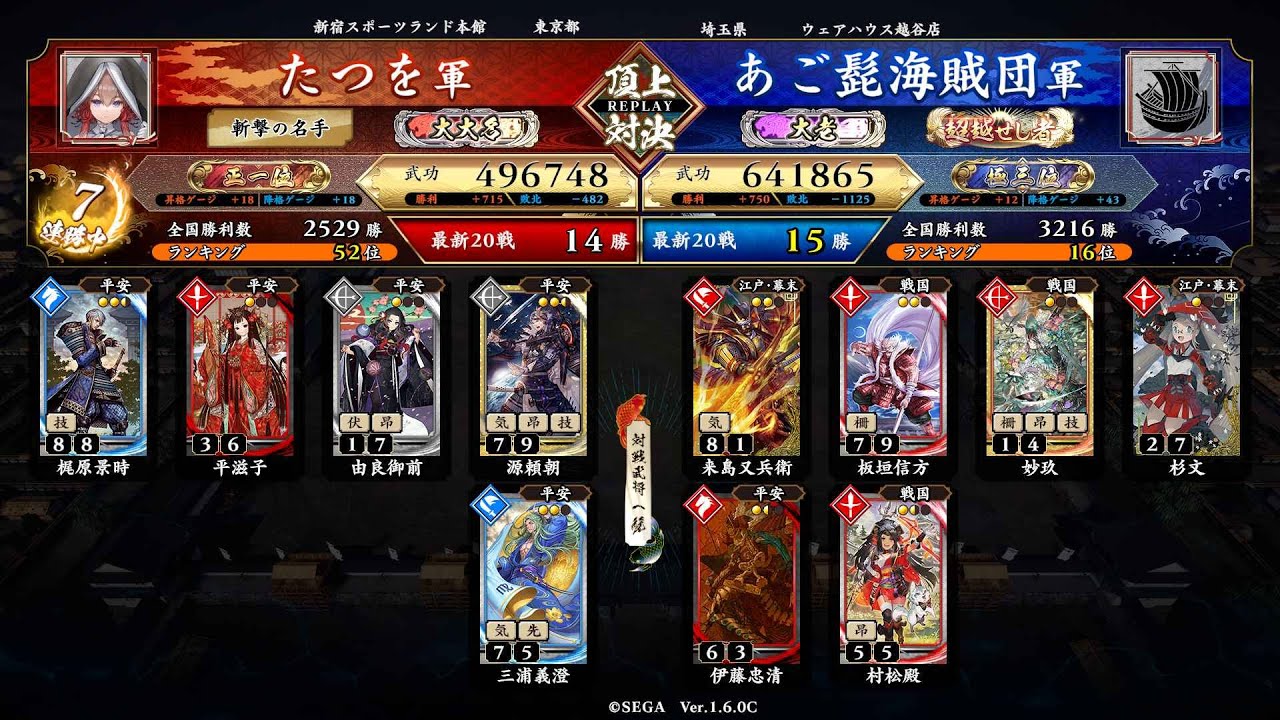 新宿スポーツランド本館 東京都 埼玉県 ウェアハウス越谷店
たつを軍
頂上
REPLAY
対決
あご髭海賊団軍
斬撃の名手
大大名
大老
超越せし者
正一位
昇格ゲージ +18 降格ゲージ +18
武功 496748
勝利 +715 敗北 -482
武功 641865
勝利 +750 敗北 -1125
極三位
昇格ゲージ +12 降格ゲージ +43
7
連勝中
全国勝利数 2529勝
ランキング 52位
最新20戦 14勝
最新20戦 15勝
全国勝利数 3216勝
ランキング 16位
平安
技
8 8
梶原景時
平安
3 6
平滋子
平安
伏 昂
1 7
由良御前
平安
気 昂 技
7 9
源頼朝
江戸・幕末
気
8 1
来島又兵衛
戦国
柵
7 9
板垣信方
戦国
柵 昂 技
1 4
妙玖
江戸・幕末
2 7
杉文
対戦武将一覧
平安
気 先
7 5
三浦義澄
平安
6 3
伊藤忠清
戦国
昂
5 5
村松殿
©SEGA Ver.1.6.0C